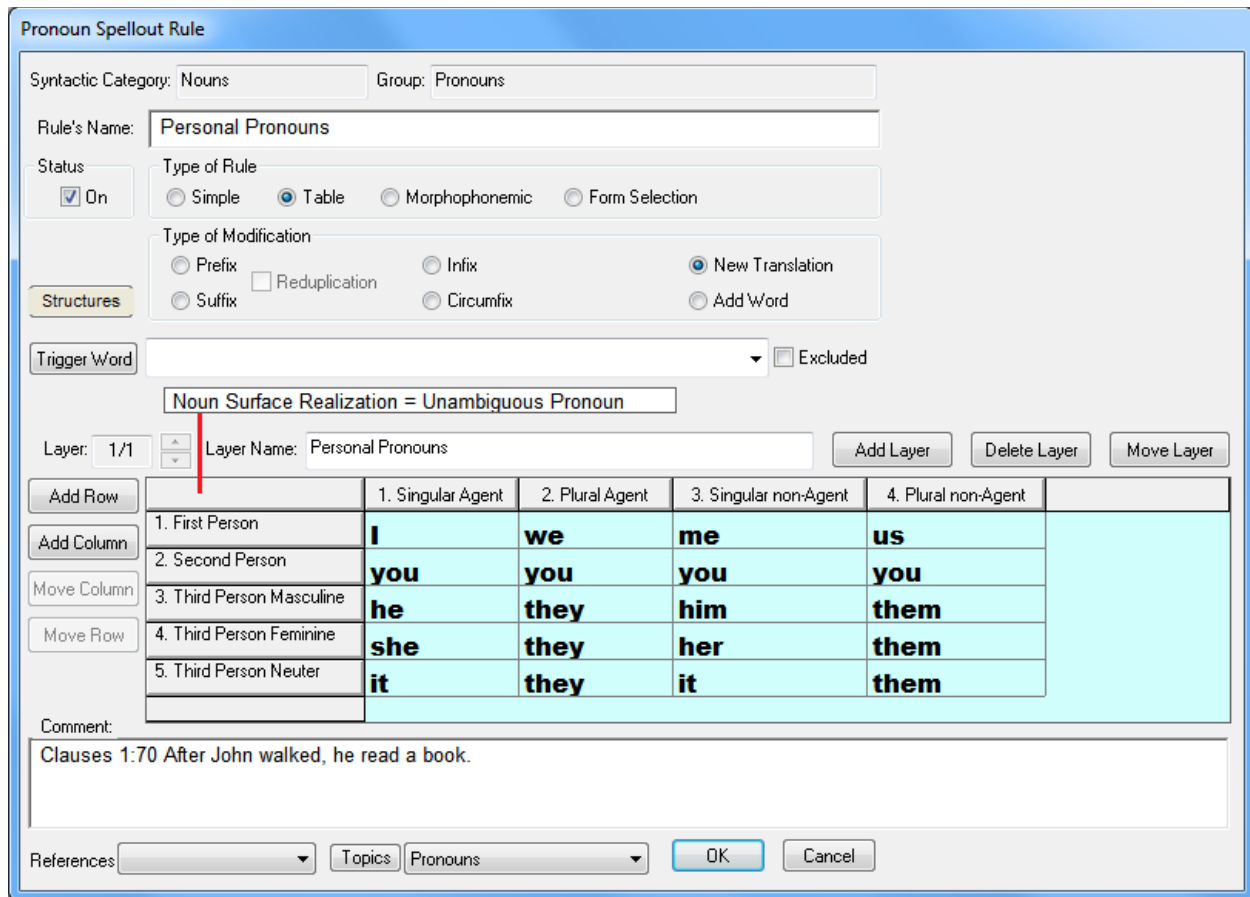 Pronoun Spellout Rule
Syntactic Category: Nouns Group: Pronouns
Rule's Name: Personal Pronouns
Status Type of Rule
On Simple Table Morphophonemic Form Selection
Type of Modification
Prefix Reduplication Infix New Translation
Structures Suffix Circumfix Add Word
Trigger Word Excluded
Noun Surface Realization = Unambiguous Pronoun
Layer: 1/1 Layer Name: Personal Pronouns Add Layer Delete Layer Move Layer
Add Row 1. Singular Agent 2. Plural Agent 3. Singular non-Agent 4. Plural non-Agent
1. First Person I we me us
Add Column
2. Second Person you you you you
Move Column
3. Third Person Masculine he they him them
Move Row
4. Third Person Feminine she they her them
5. Third Person Neuter it they it them
Comment:
Clauses 1:70 After John walked, he read a book.
References Topics Pronouns OK Cancel